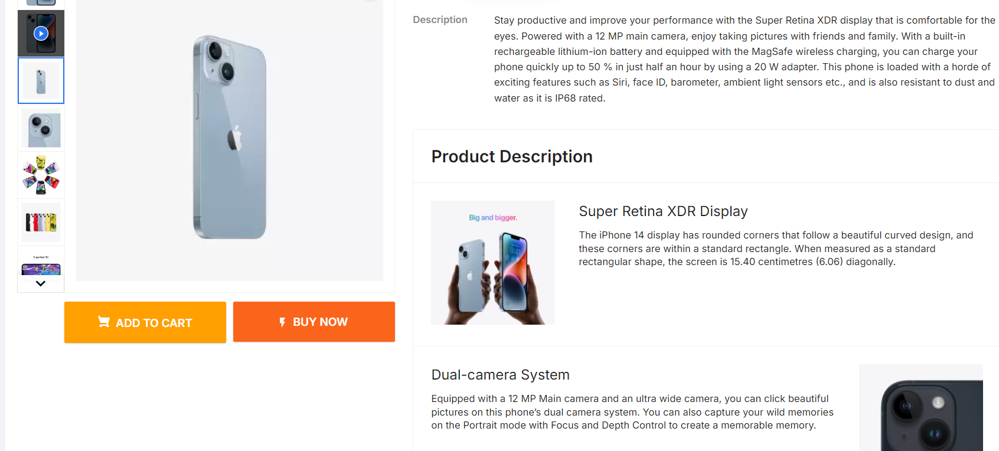 Description
Stay productive and improve your performance with the Super Retina XDR display that is comfortable for the
eyes. Powered with a 12 MP main camera, enjoy taking pictures with friends and family. With a built-in
rechargeable lithium-ion battery and equipped with the MagSafe wireless charging, you can charge your
phone quickly up to 50 % in just half an hour by using a 20 W adapter. This phone is loaded with a horde of
exciting features such as Siri, face ID, barometer, ambient light sensors etc., and is also resistant to dust and
water as it is IP68 rated.
Product Description
Big and bigger.
9:41
Super Retina XDR Display
The iPhone 14 display has rounded corners that follow a beautiful curved design, and
these corners are within a standard rectangle. When measured as a standard
rectangular shape, the screen is 15.40 centimetres (6.06) diagonally.
Superfast 5G
ADD TO CART
BUY NOW
Dual-camera System
Equipped with a 12 MP Main camera and an ultra wide camera, you can click beautiful
pictures on this phone’s dual camera system. You can also capture your wild memories
on the Portrait mode with Focus and Depth Control to create a memorable memory.